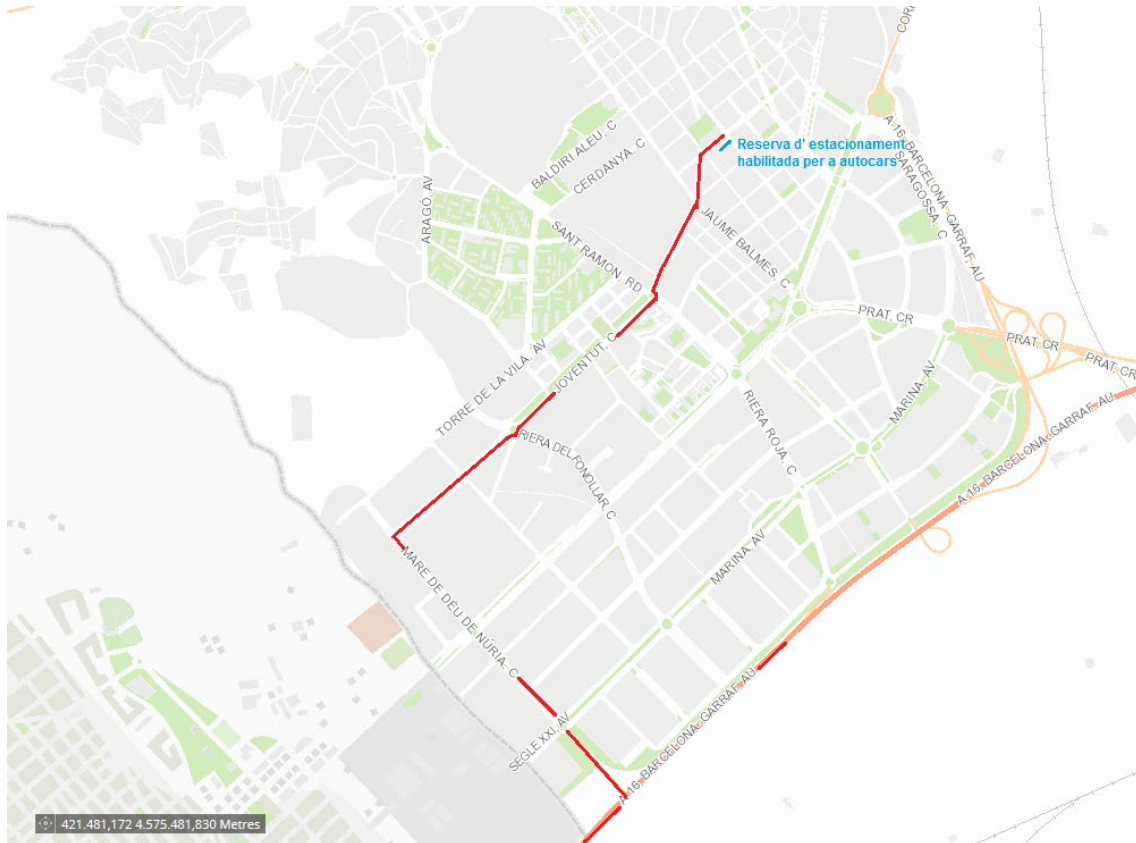 CORR
A-16, BARCELONA - GARRAF, AU
SARAGOSSA, C
Reserva d' estacionament
habilitada per a autocars
BALDIRI ALEU, C
CERDANYA, C
ARAGÓ, AV
SANT RAMON, RD
JAUME BALMES, C
PRAT, CR
PRAT, CR
PRAT, CR
TORRE DE LA VILA, AV
JOVENTUT, C
MARINA, AV
RIERA ROJA, C
A-16, BARCELONA - GARRAF, AU
RIERA DEL FONOLLAR, C
MARINA, AV
MARE DE DÉU DE NÚRIA, C
SEGLE XXI, AV
A-16, BARCELONA - GARRAF, AU
421.481,172 4.575.481,830 Metres